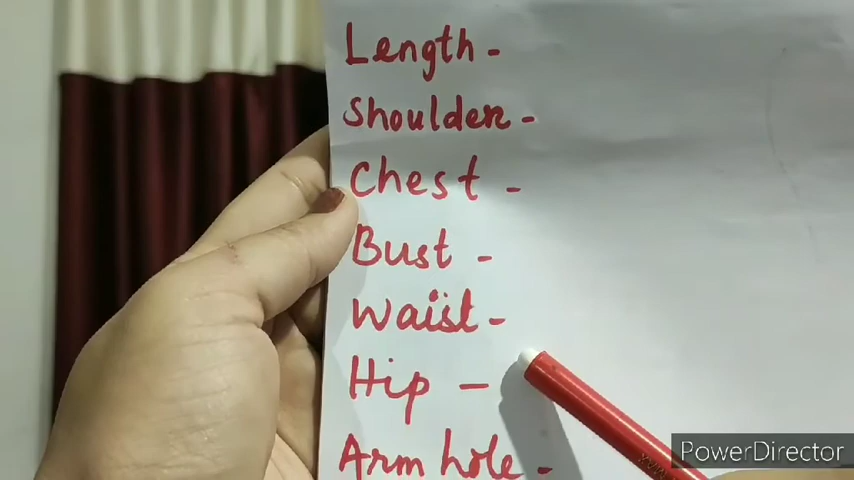 Length -
Shoulder -
Chest -
Bust -
Waist -
Hip -
Arm hole -
PowerDirector